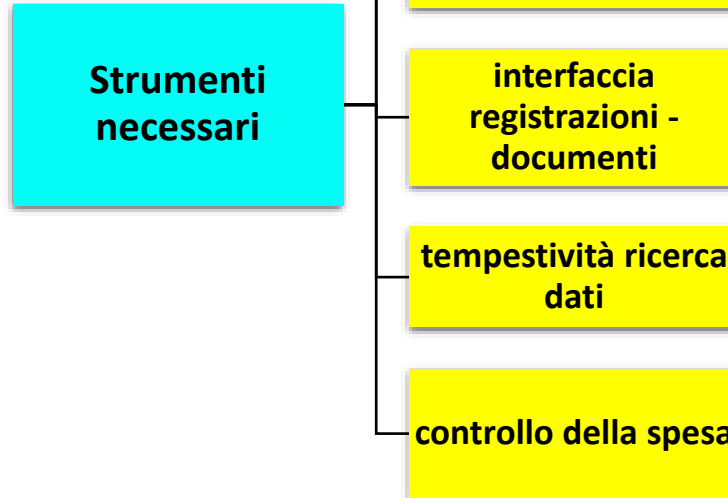 Strumenti
necessari
interfaccia
registrazioni -
documenti
tempestività ricerca
dati
controllo della spesa